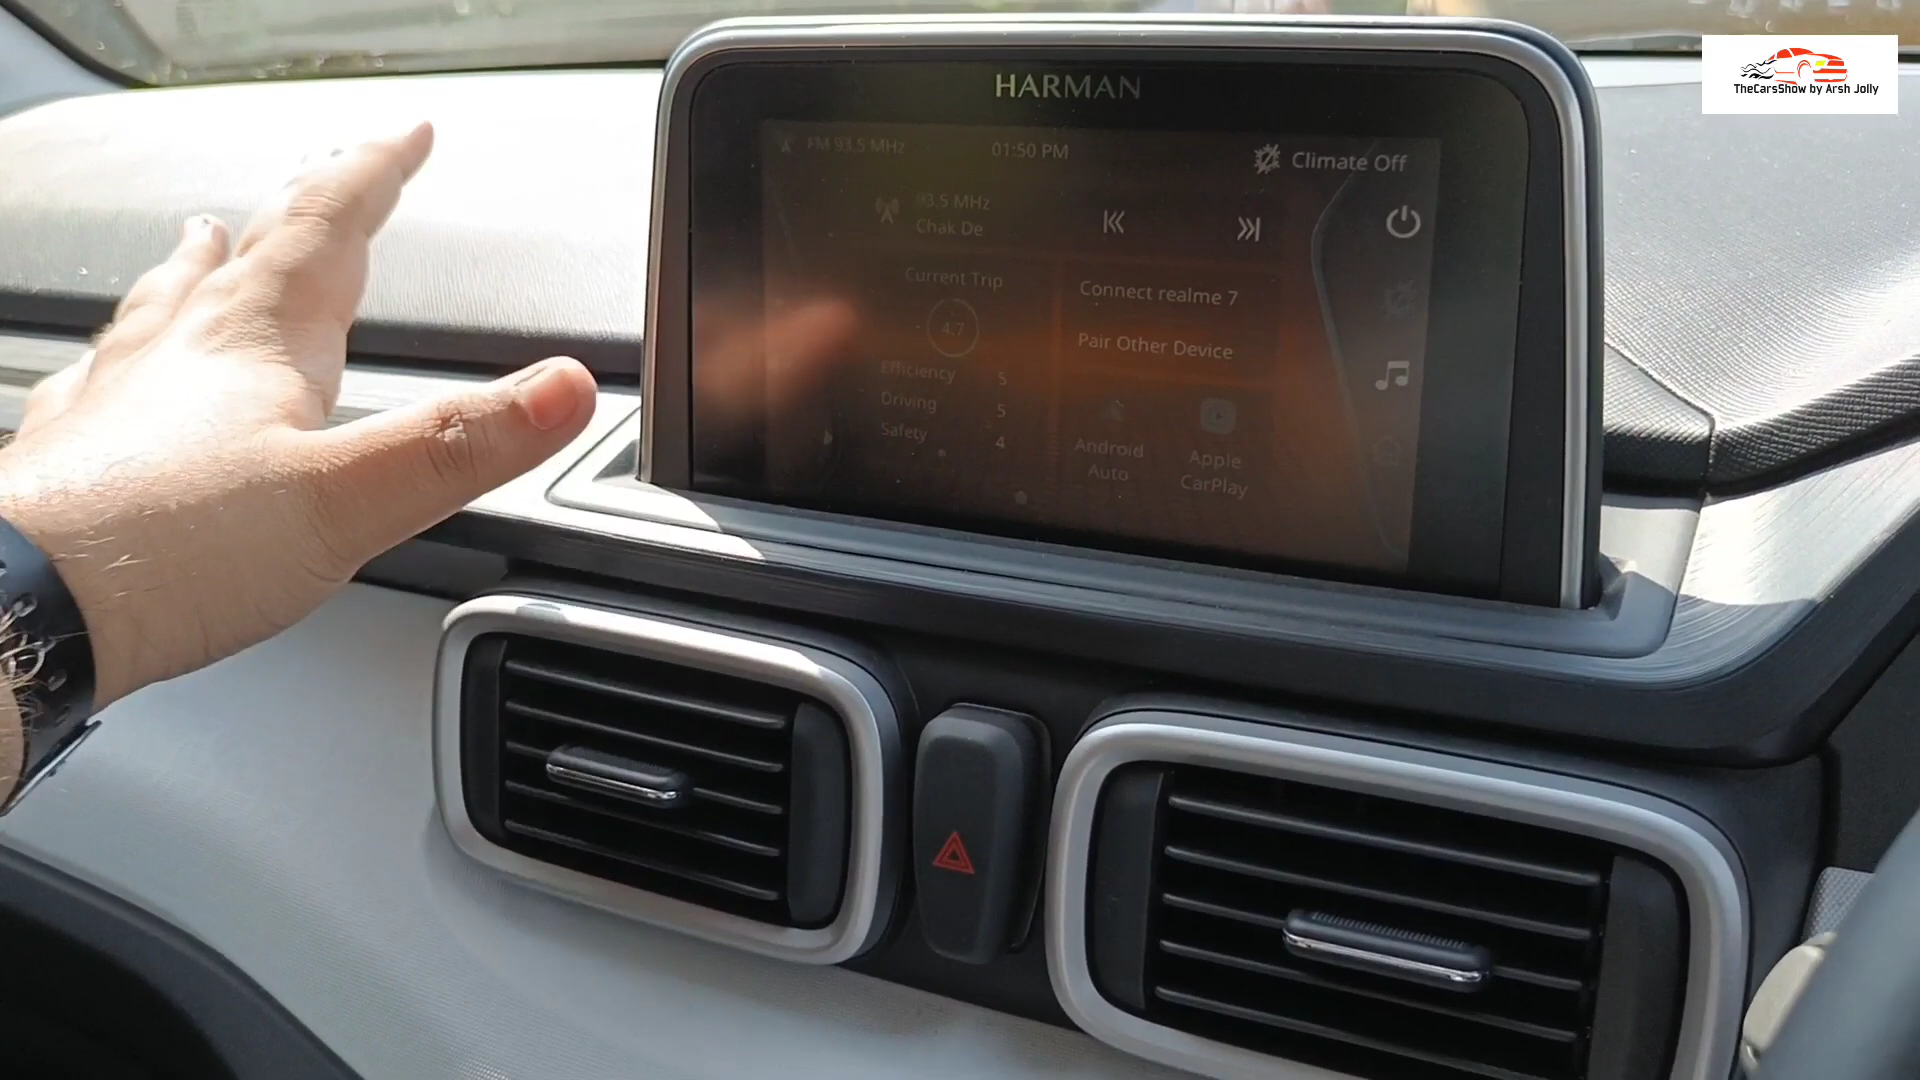 HARMAN
TheCarsShow by Arsh Jolly
FM 93.5 MHz
01:50 PM
Climate Off
93.5 MHz
Chak De
Current Trip
4.7
Efficiency 5
Driving 5
Safety 4
Connect realme 7
Pair Other Device
Android
Auto
Apple
CarPlay